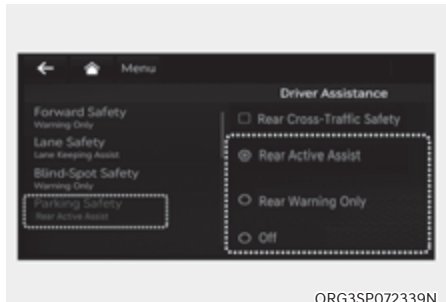 Menu
Driver Assistance
Forward Safety
Warning Only
Lane Safety
Lane Keeping Assist
Blind-Spot Safety
Warning Only
Parking Safety
Rear Active Assist
Rear Cross-Traffic Safety
Rear Active Assist
Rear Warning Only
Off
ORG3SP072339N